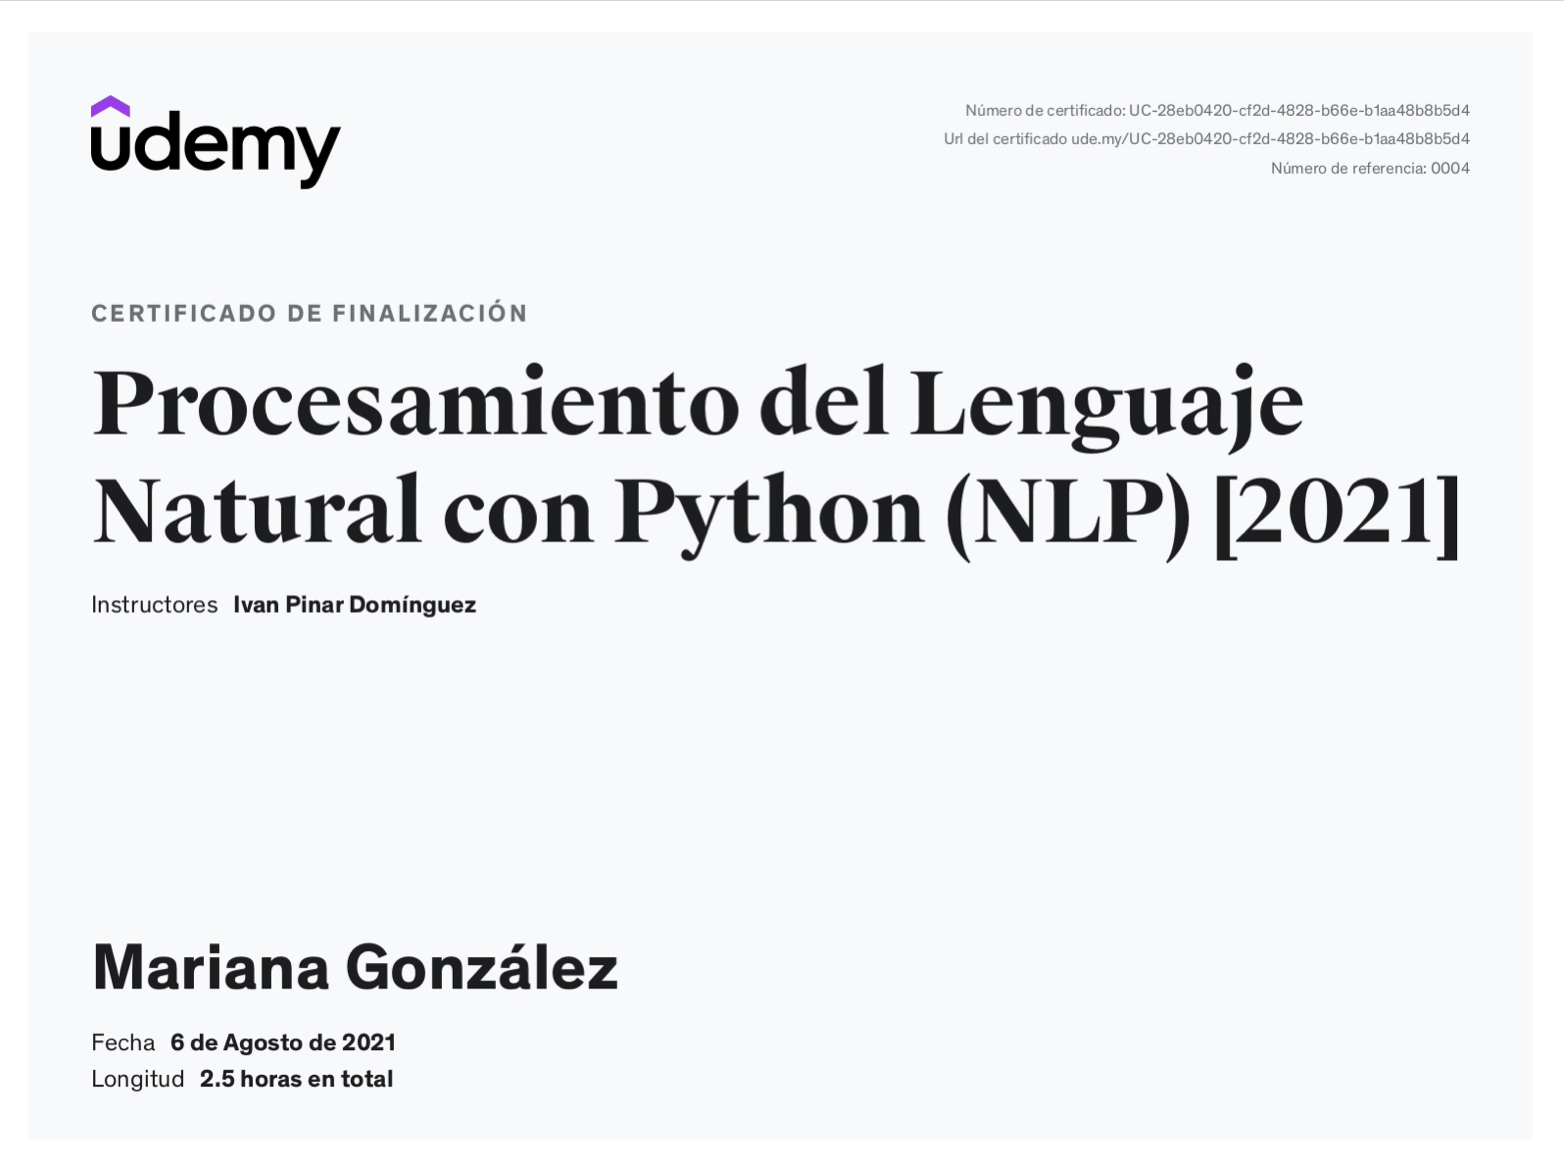 udemy
Número de certificado: UC-28eb0420-cf2d-4828-b66e-b1aa48b8b5d4
Url del certificado ude.my/UC-28eb0420-cf2d-4828-b66e-b1aa48b8b5d4
Número de referencia: 0004
CERTIFICADO DE FINALIZACIÓN
Procesamiento del Lenguaje
Natural con Python (NLP) [2021]
Instructores Ivan Pinar Domínguez
Mariana González
Fecha 6 de Agosto de 2021
Longitud 2.5 horas en total